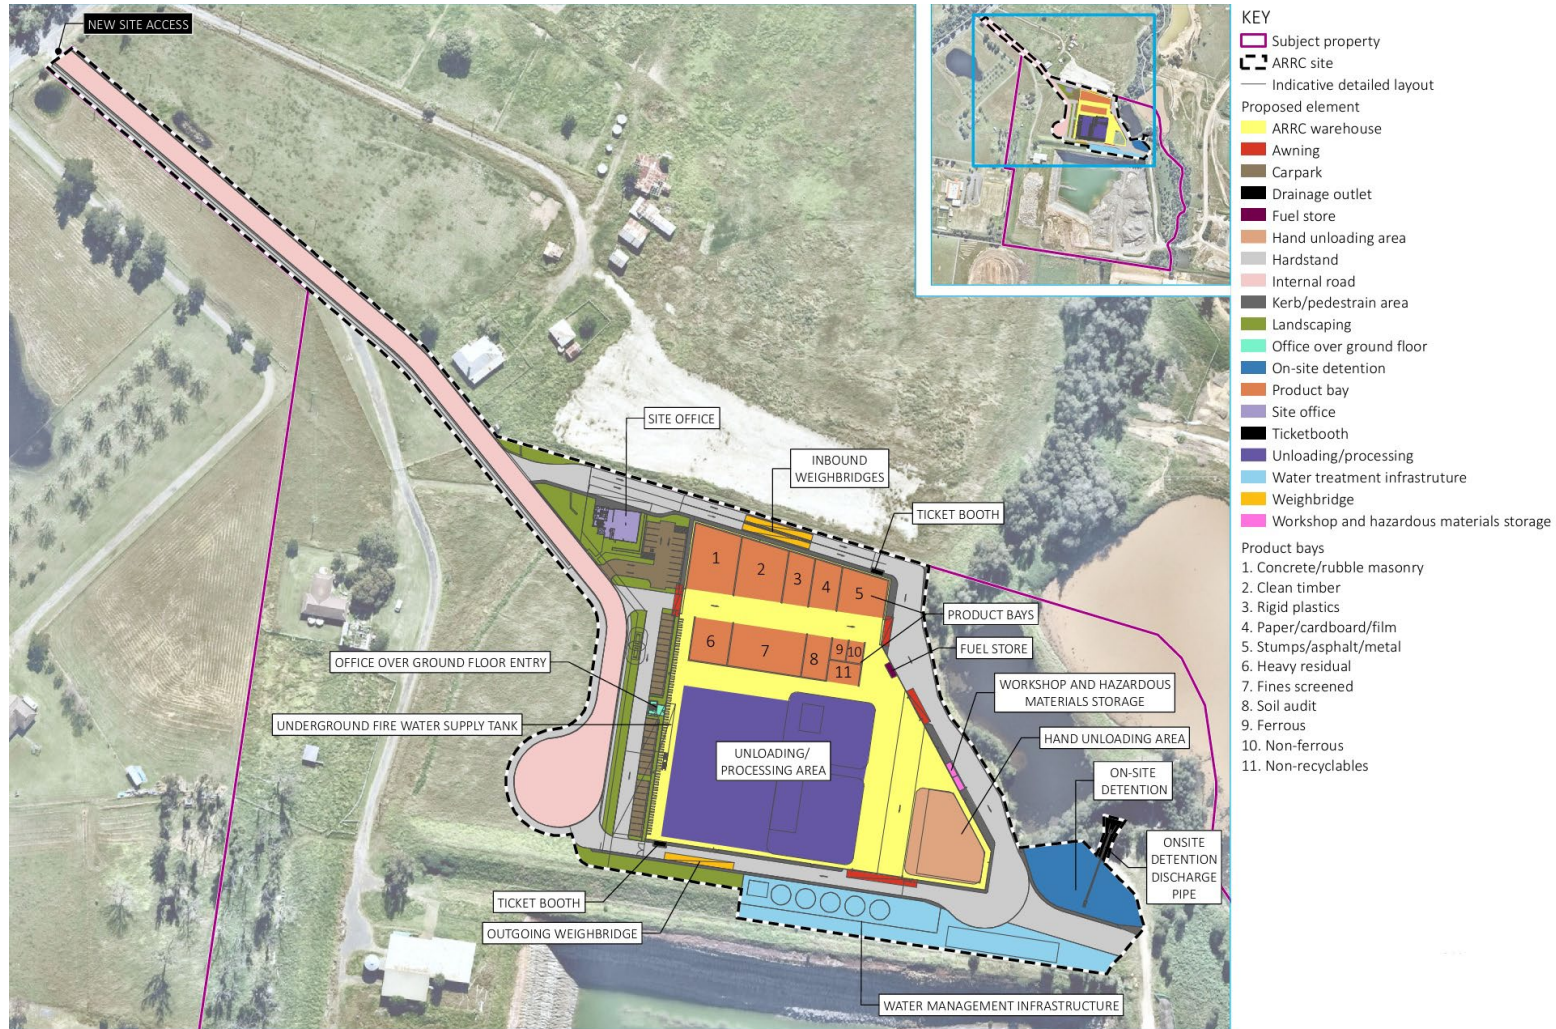 NEW SITE ACCESS
SITE OFFICE
INBOUND
WEIGHBRIDGES
TICKET BOOTH
PRODUCT BAYS
FUEL STORE
WORKSHOP AND HAZARDOUS
MATERIALS STORAGE
HAND UNLOADING AREA
ON-SITE
DETENTION
ONSITE
DETENTION
DISCHARGE
PIPE
OFFICE OVER GROUND FLOOR ENTRY
UNDERGROUND FIRE WATER SUPPLY TANK
UNLOADING/
PROCESSING AREA
TICKET BOOTH
OUTGOING WEIGHBRIDGE
WATER MANAGEMENT INFRASTRUCTURE
1
2
3
4
5
6
7
8
9
10
11
KEY
Subject property
ARRC site
Indicative detailed layout
Proposed element
ARRC warehouse
Awning
Carpark
Drainage outlet
Fuel store
Hand unloading area
Hardstand
Internal road
Kerb/pedestrain area
Landscaping
Office over ground floor
On-site detention
Product bay
Site office
Ticketbooth
Unloading/processing
Water treatment infrastruture
Weighbridge
Workshop and hazardous materials storage
Product bays
1. Concrete/rubble masonry
2. Clean timber
3. Rigid plastics
4. Paper/cardboard/film
5. Stumps/asphalt/metal
6. Heavy residual
7. Fines screened
8. Soil audit
9. Ferrous
10. Non-ferrous
11. Non-recyclables